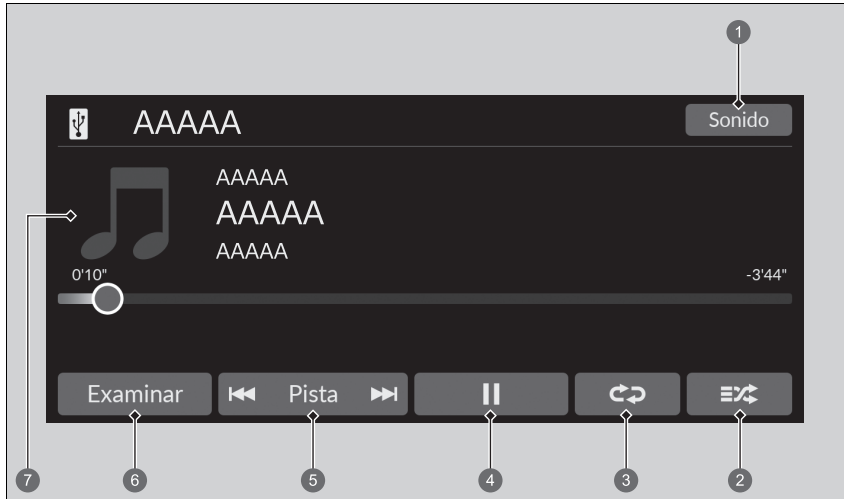 1
AAAAA
Sonido
AAAAA
AAAAA
AAAAA
7
0'10"
-3'44"
Examinar
Pista
6
5
4
3
2